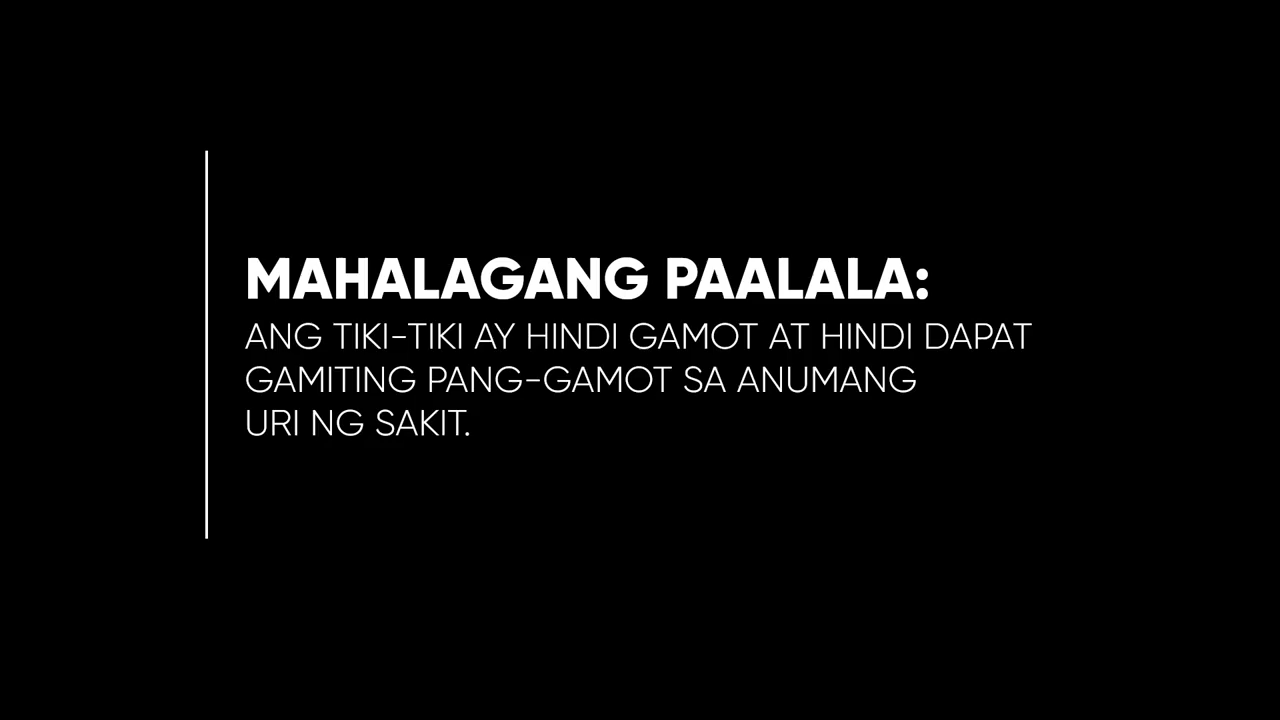 MAHALAGANG PAALALA:
ANG TIKI-TIKI AY HINDI GAMOT AT HINDI DAPAT
GAMITING PANG-GAMOT SA ANUMANG
URI NG SAKIT.